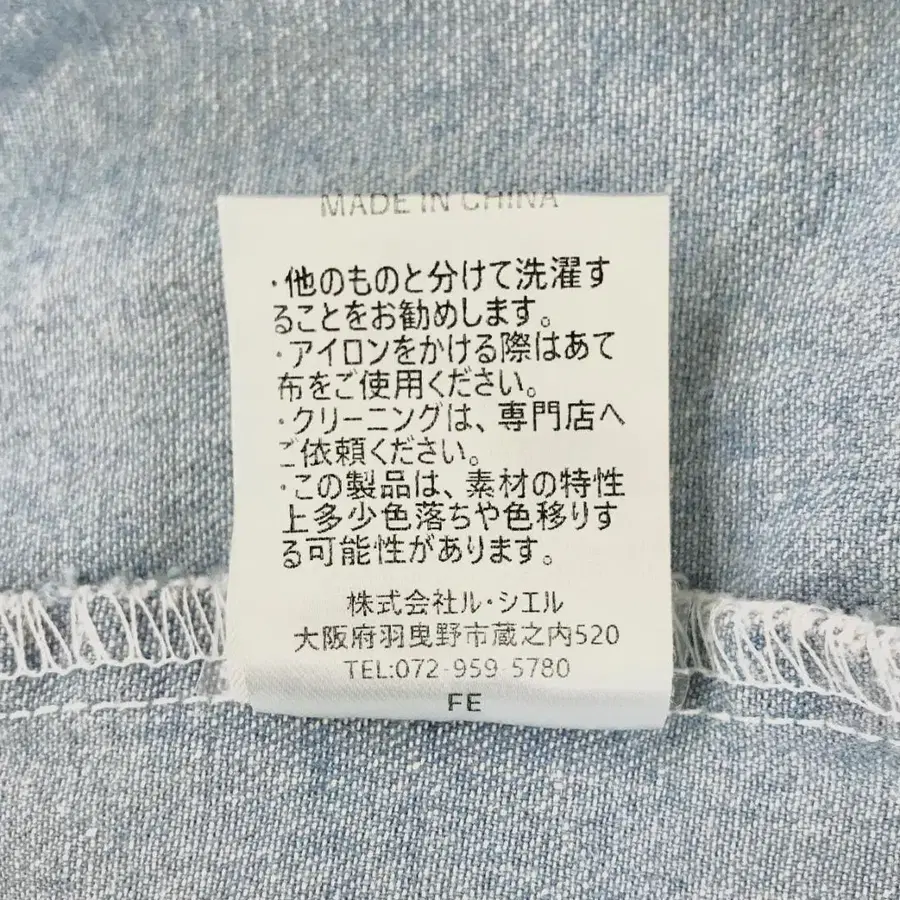 MADE IN CHINA
・他のものと分けて洗濯す
ることをお勧めします。
・アイロンをかける際はあて
布をご使用ください。
・クリーニングは、専門店へ
ご依頼ください。
・この製品は、素材の特性
上多少色落ちや色移りす
る可能性があります。
株式会社ル・シエル
大阪府羽曳野市蔵之内520
TEL:072-959-5780
FE